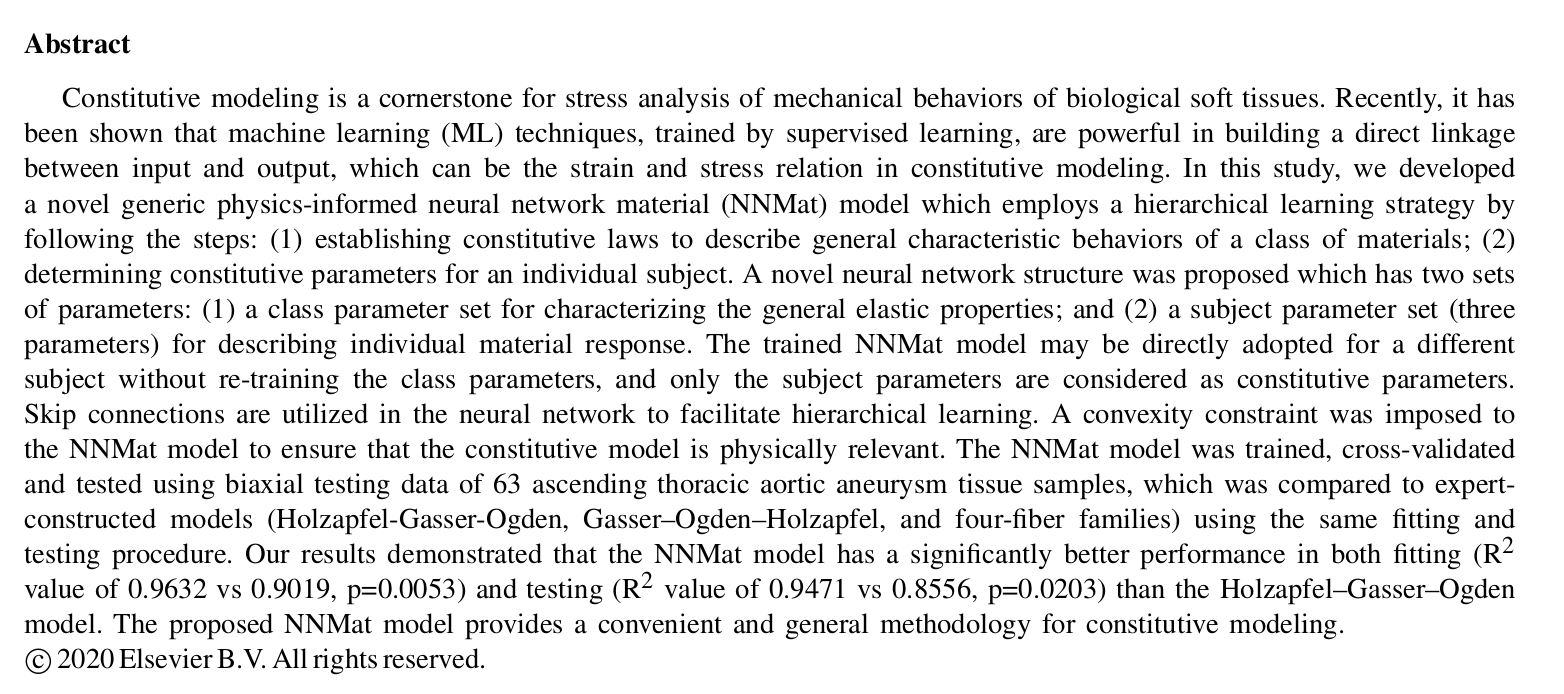 Abstract
Constitutive modeling is a cornerstone for stress analysis of mechanical behaviors of biological soft tissues. Recently, it has
been shown that machine learning (ML) techniques, trained by supervised learning, are powerful in building a direct linkage
between input and output, which can be the strain and stress relation in constitutive modeling. In this study, we developed
a novel generic physics-informed neural network material (NNMat) model which employs a hierarchical learning strategy by
following the steps: (1) establishing constitutive laws to describe general characteristic behaviors of a class of materials; (2)
determining constitutive parameters for an individual subject. A novel neural network structure was proposed which has two sets
of parameters: (1) a class parameter set for characterizing the general elastic properties; and (2) a subject parameter set (three
parameters) for describing individual material response. The trained NNMat model may be directly adopted for a different
subject without re-training the class parameters, and only the subject parameters are considered as constitutive parameters.
Skip connections are utilized in the neural network to facilitate hierarchical learning. A convexity constraint was imposed to
the NNMat model to ensure that the constitutive model is physically relevant. The NNMat model was trained, cross-validated
and tested using biaxial testing data of 63 ascending thoracic aortic aneurysm tissue samples, which was compared to expert-
constructed models (Holzapfel-Gasser-Ogden, Gasser–Ogden–Holzapfel, and four-fiber families) using the same fitting and
testing procedure. Our results demonstrated that the NNMat model has a significantly better performance in both fitting (R²
value of 0.9632 vs 0.9019, p=0.0053) and testing (R² value of 0.9471 vs 0.8556, p=0.0203) than the Holzapfel–Gasser–Ogden
model. The proposed NNMat model provides a convenient and general methodology for constitutive modeling.
© 2020 Elsevier B.V. All rights reserved.